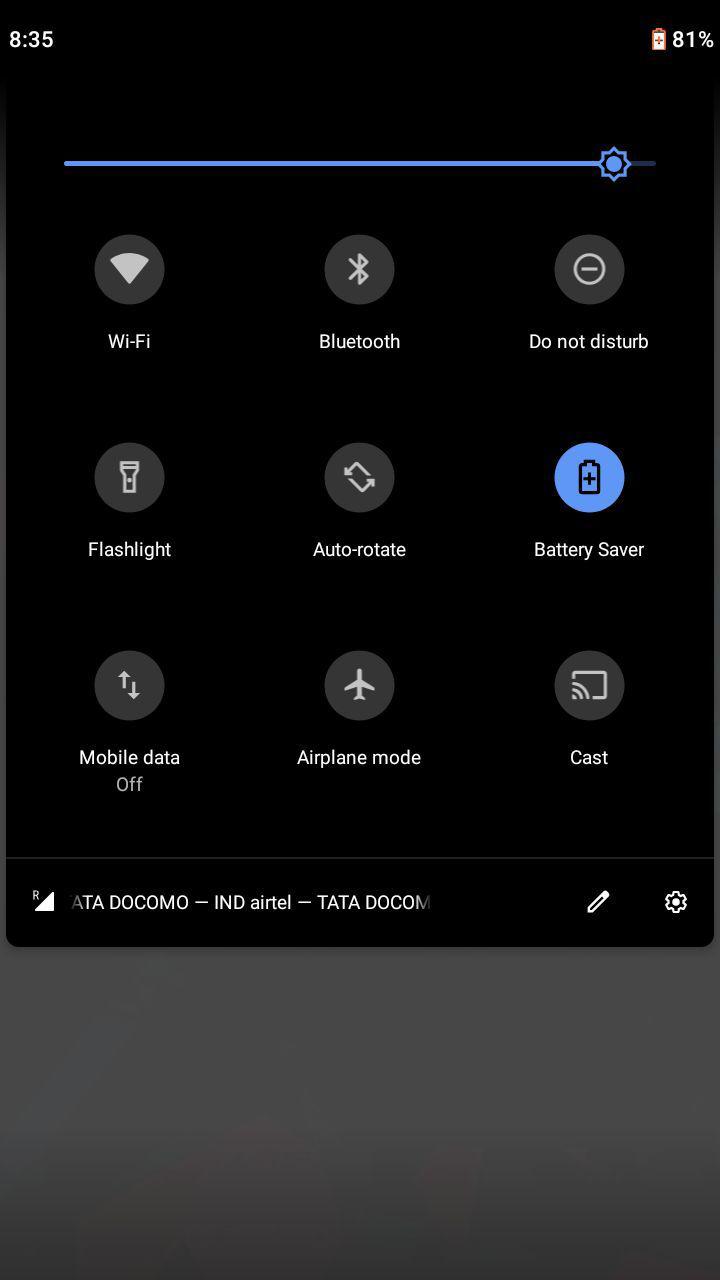 8:35 81%
Wi-Fi Bluetooth Do not disturb
Flashlight Auto-rotate Battery Saver
Mobile data Airplane mode Cast
Off
R ATA DOCOMO — IND airtel — TATA DOCOM